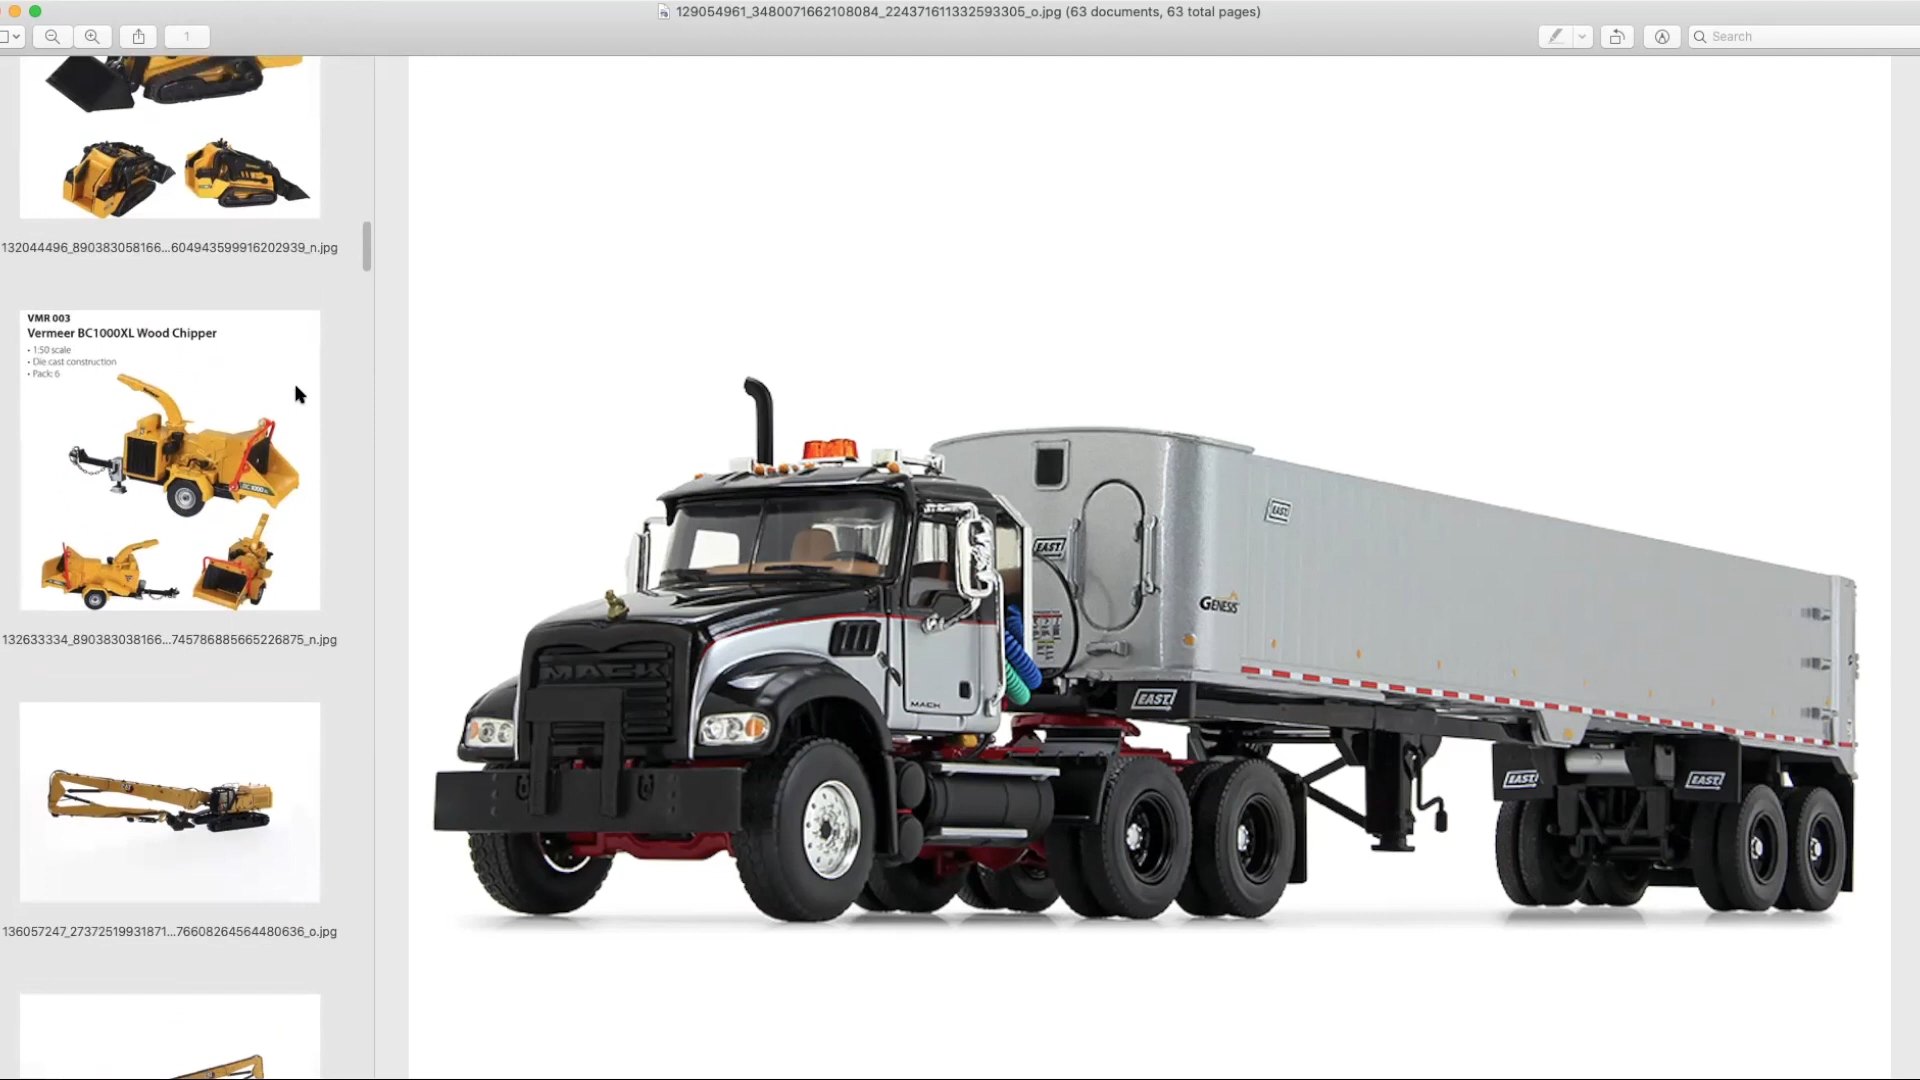 129054961_3480071662108084_224371611332593305_o.jpg (63 documents, 63 total pages)
1
Search
132044496_890383058166...604943599916202939_n.jpg
VMR 003
Vermeer BC1000XL Wood Chipper
• 1:50 scale
• Die cast construction
• Pack: 6
132633334_890383038166...745786885665226875_n.jpg
136057247_27372519931871...76608264564480636_o.jpg
EAST
EAST
GENESIS
MACK
MACK
EAST
EAST
EAST